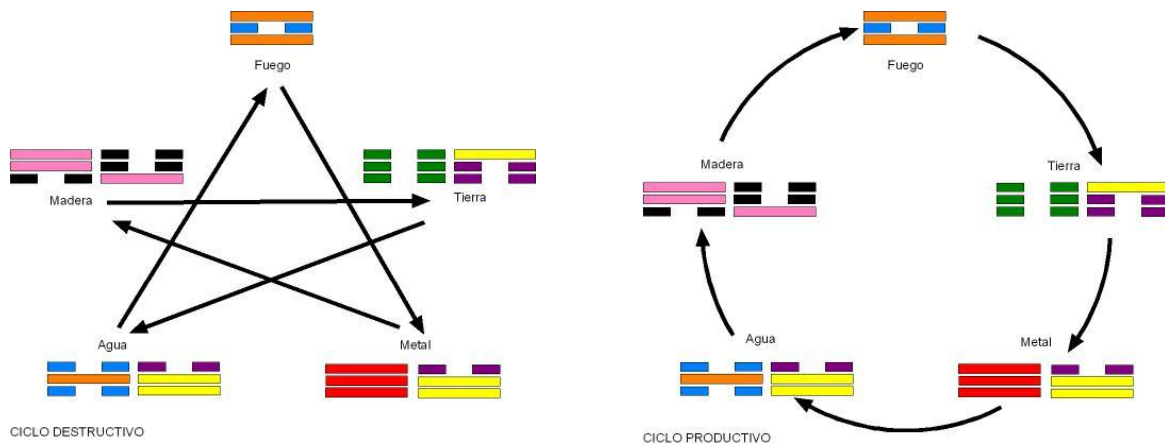 Fuego
Madera
Tierra
Agua
Metal
CICLO DESTRUCTIVO
Fuego
Madera
Tierra
Agua
Metal
CICLO PRODUCTIVO